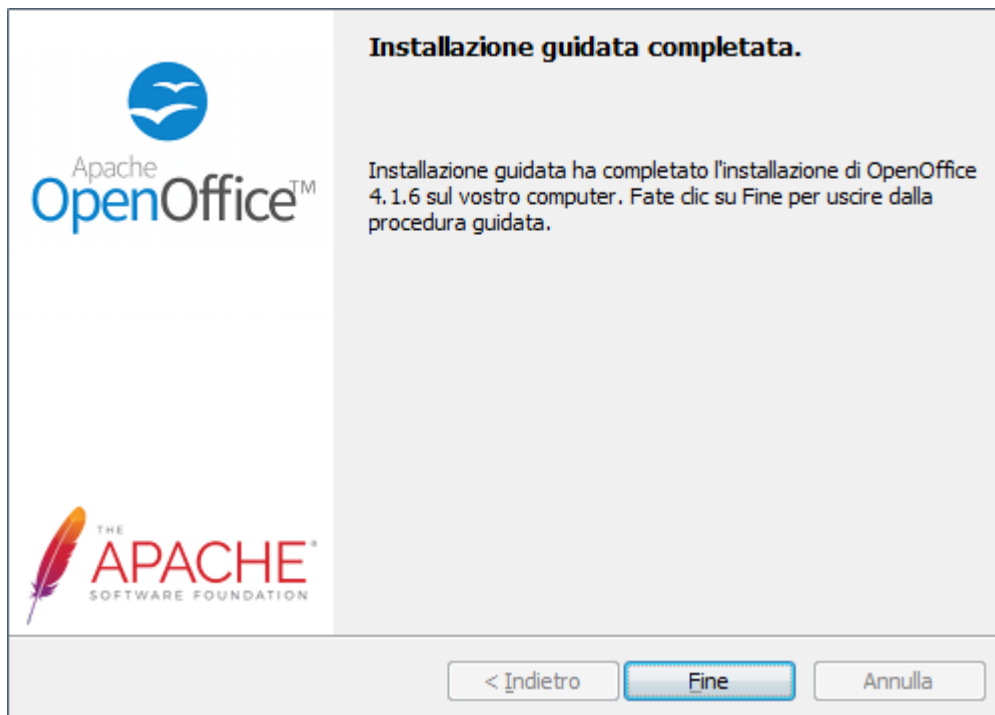 Installazione guidata completata.
Apache
OpenOffice™
Installazione guidata ha completato l'installazione di OpenOffice
4.1.6 sul vostro computer. Fate clic su Fine per uscire dalla
procedura guidata.
THE
APACHE®
SOFTWARE FOUNDATION
< Indietro
Fine
Annulla